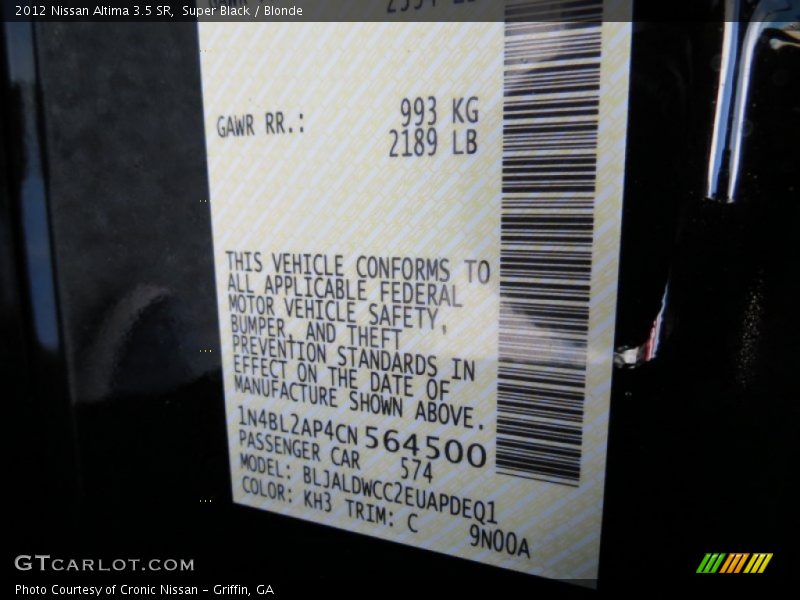 2012 Nissan Altima 3.5 SR, Super Black / Blonde
GAWR RR.: 993 KG
2189 LB
THIS VEHICLE CONFORMS TO
ALL APPLICABLE FEDERAL
MOTOR VEHICLE SAFETY,
BUMPER, AND THEFT
PREVENTION STANDARDS IN
EFFECT ON THE DATE OF
MANUFACTURE SHOWN ABOVE.
1N4BL2AP4CN 564500
PASSENGER CAR 574
MODEL: BLJALDWCC2EUAPDEQ1
COLOR: KH3 TRIM: C 9N00A
GTCARLOT.COM
Photo Courtesy of Cronic Nissan – Griffin, GA